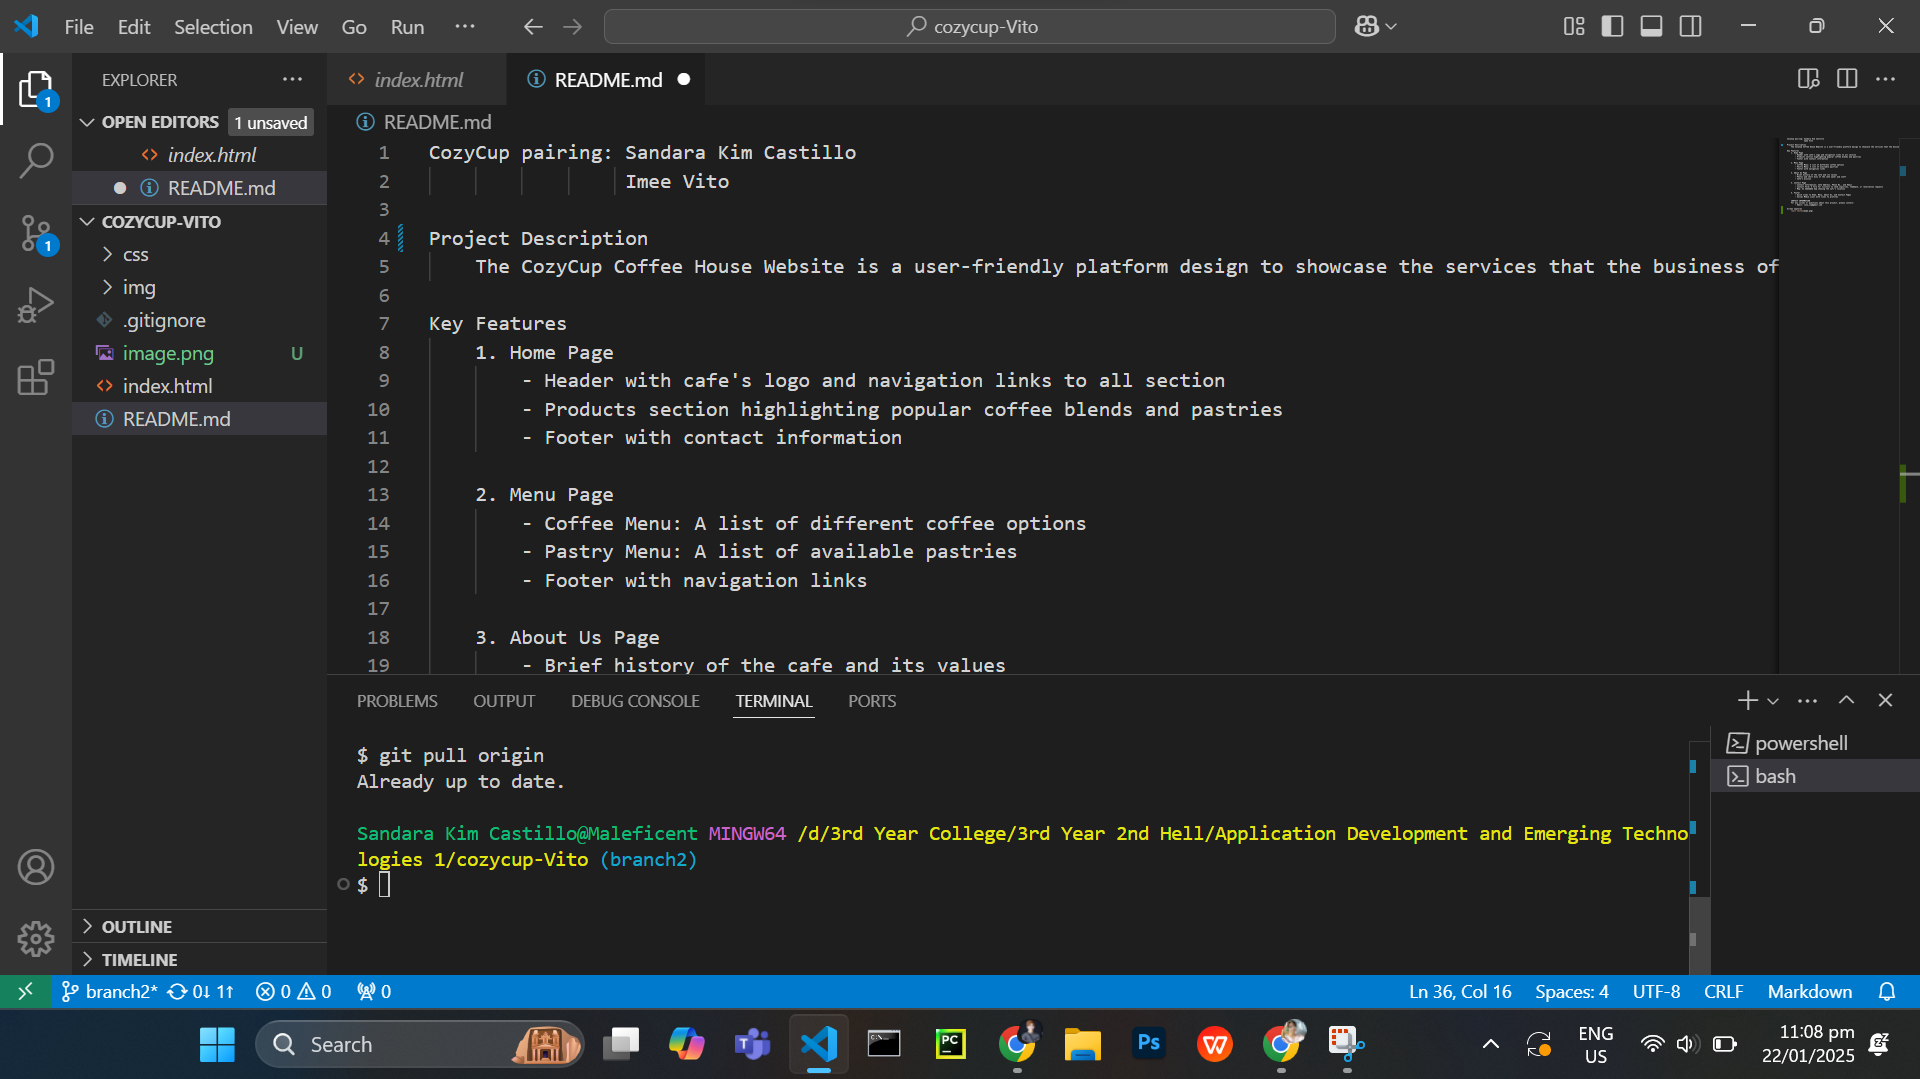 File Edit Selection View Go Run ...
cozycup-Vito
EXPLORER
OPEN EDITORS 1 unsaved
index.html
README.md
COZYCUP-VITO
css
img
.gitignore
image.png U
index.html
README.md
OUTLINE
TIMELINE
1
1
index.html
README.md
README.md
1 CozyCup pairing: Sandara Kim Castillo
2 Imee Vito
3
4 Project Description
5 The CozyCup Coffee House Website is a user-friendly platform design to showcase the services that the business of
6
7 Key Features
8 1. Home Page
9 - Header with cafe's logo and navigation links to all section
10 - Products section highlighting popular coffee blends and pastries
11 - Footer with contact information
12
13 2. Menu Page
14 - Coffee Menu: A list of different coffee options
15 - Pastry Menu: A list of available pastries
16 - Footer with navigation links
17
18 3. About Us Page
19 - Brief history of the cafe and its values
PROBLEMS OUTPUT DEBUG CONSOLE TERMINAL PORTS
$ git pull origin
Already up to date.
Sandara Kim Castillo@Maleficent MINGW64 /d/3rd Year College/3rd Year 2nd Hell/Application Development and Emerging Techno
logies 1/cozycup-Vito (branch2)
$
powershell
bash
branch2* 0↓ 1↑ 0 0 0
Ln 36, Col 16 Spaces: 4 UTF-8 CRLF Markdown
Search
T
PC
Ps
W
ENG
US
11:08 pm
22/01/2025